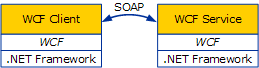 SOAP
WCF Client
WCF Service
WCF
WCF
.NET Framework
.NET Framework